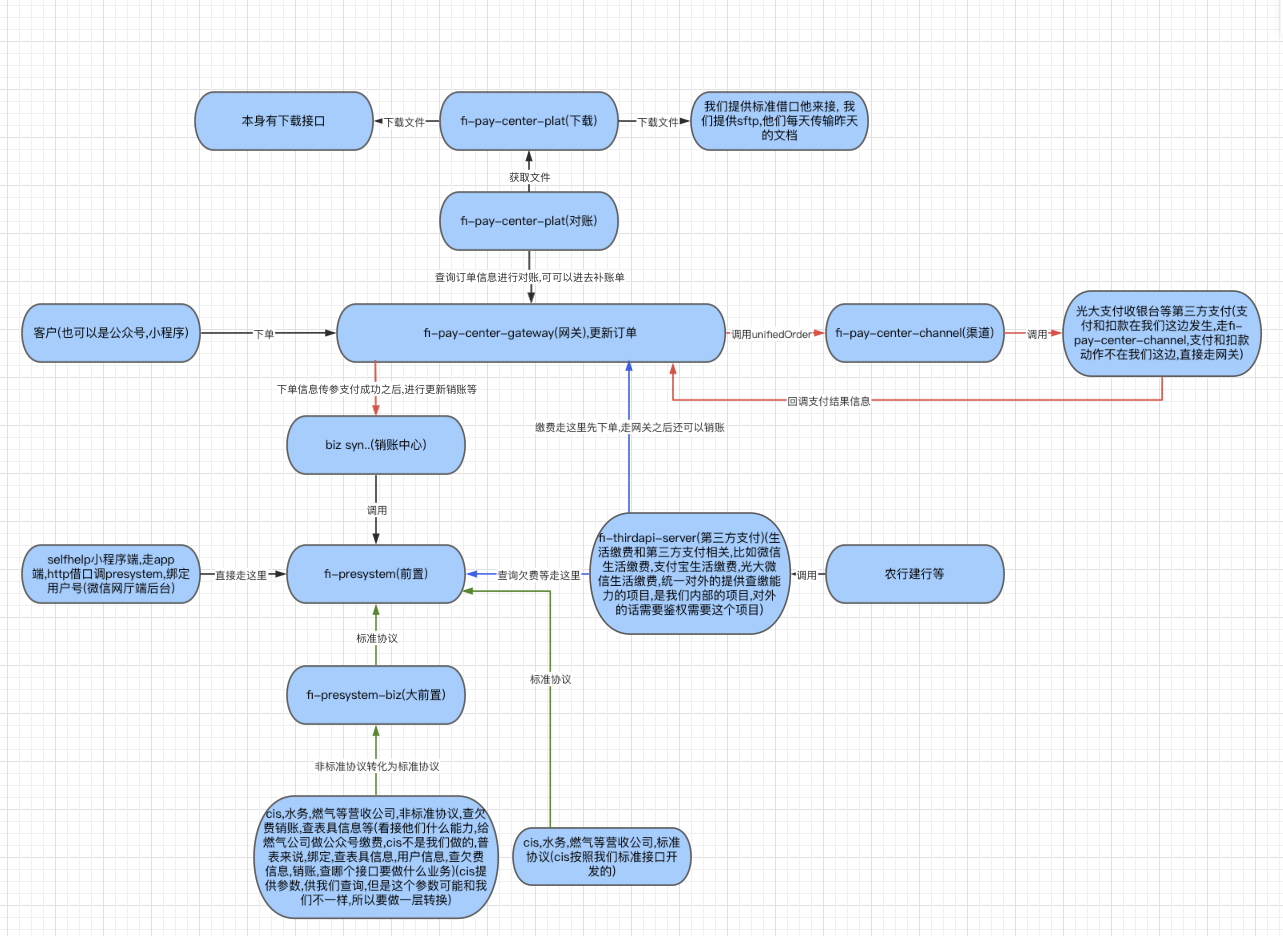 本身有下载接口
下载文件
fi-pay-center-plat(下载)
下载文件
我们提供标准借口他来接, 我
们提供sftp,他们每天传输昨天
的文档
获取文件
fi-pay-center-plat(对账)
查询订单信息进行对账,可可以进去补账单
客户(也可以是公众号,小程序)
下单
fi-pay-center-gateway(网关),更新订单
调用unifiedOrder
fi-pay-center-channel(渠道)
调用
光大支付收银台等第三方支付(支
付和扣款在我们这边发生,走fi-
pay-center-channel,支付和扣款
动作不在我们这边,直接走网关)
下单信息传参支付成功之后,进行更新销账等
回调支付结果信息
缴费走这里先下单,走网关之后还可以销账
biz syn..(销账中心)
调用
selfhelp小程序端,走app
端,http借口调presystem,绑定
用户号(微信网厅端后台)
直接走这里
fi-presystem(前置)
查询欠费等走这里
fi-thirdapi-server(第三方支付)(生
活缴费和第三方支付相关,比如微信
生活缴费,支付宝生活缴费,光大微
信生活缴费,统一对外的提供查缴能
力的项目,是我们内部的项目,对外
的话需要鉴权需要这个项目)
调用
农行建行等
标准协议
fi-presystem-biz(大前置)
标准协议
非标准协议转化为标准协议
cis,水务,燃气等营收公司,非标准协议,查欠
费销账,查表具信息等(看接他们什么能力,给
燃气公司做公众号缴费,cis不是我们做的,普
表来说,绑定,查表具信息,用户信息,查欠费
信息,销账,查哪个接口要做什么业务)(cis提
供参数,供我们查询,但是这个参数可能和我
们不一样,所以要做一层转换)
cis,水务,燃气等营收公司,标准
协议(cis按照我们标准接口开
发的)